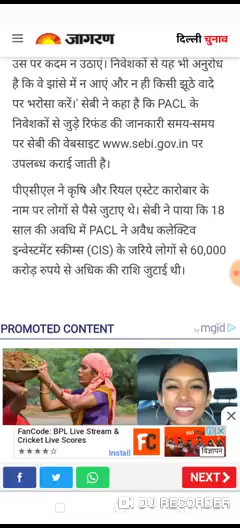 जागरण
दिल्ली चुनाव
उस पर कदम न उठाएं। निवेशकों से यह भी अनुरोध
है कि वे झांसे में न आएं और न ही किसी झूठे वादे
पर भरोसा करें।' सेबी ने कहा है कि PACL के
निवेशकों से जुड़े रिफंड की जानकारी समय-समय
पर सेबी की वेबसाइट www.sebi.gov.in पर
उपलब्ध कराई जाती है।
पीएसीएल ने कृषि और रियल एस्टेट कारोबार के
नाम पर लोगों से पैसे जुटाए थे। सेबी ने पाया कि 18
साल की अवधि में PACL ने अवैध कलेक्टिव
इन्वेस्टमेंट स्कीम्स (CIS) के जरिये लोगों से 60,000
करोड़ रुपये से अधिक की राशि जुटाई थी।
PROMOTED CONTENT
by mgid
FanCode: BPL Live Stream &
Cricket Live Scores
Install
विज्ञापन
NEXT
DU RECORDER